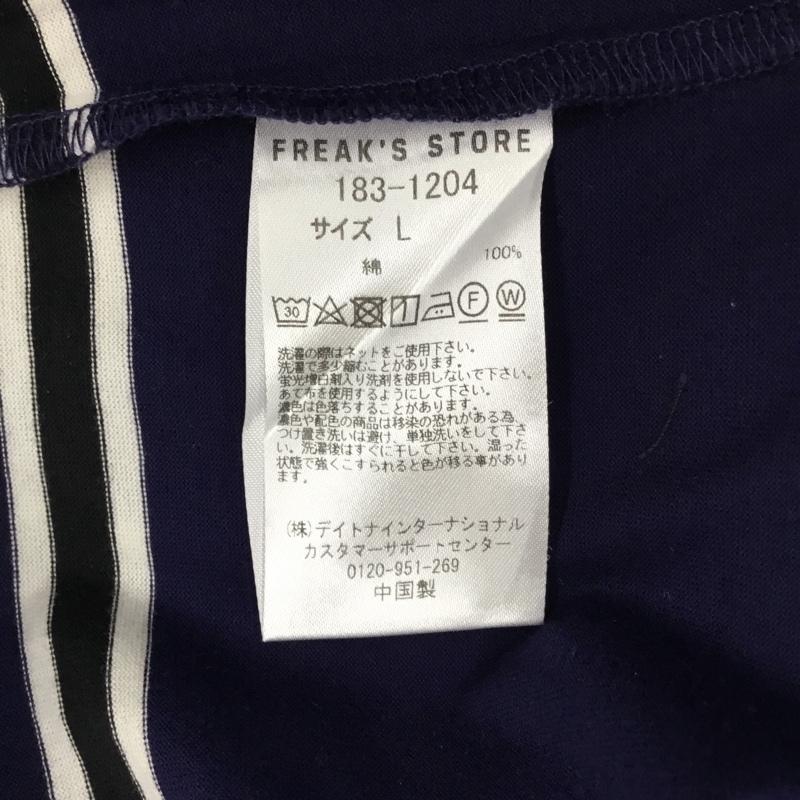 FREAK'S STORE
183-1204
サイズ L
綿 100%
30 F W
洗濯の際はネットをご使用下さい。
洗濯で多少縮むことがあります。
蛍光増白剤入り洗剤を使用しないで下さい。
あて布を使用するようにして下さい。
濃色は色落ちすることがあります。
濃色や配色の商品は移染の恐れがある為、
つけ置き洗いは避け、単独洗いをして下さ
い。洗濯後はすぐに干して下さい。湿った
状態で強くこすられると色が移る事があり
ます。
(株)デイトナインターナショナル
カスタマーサポートセンター
0120-951-269
中国製